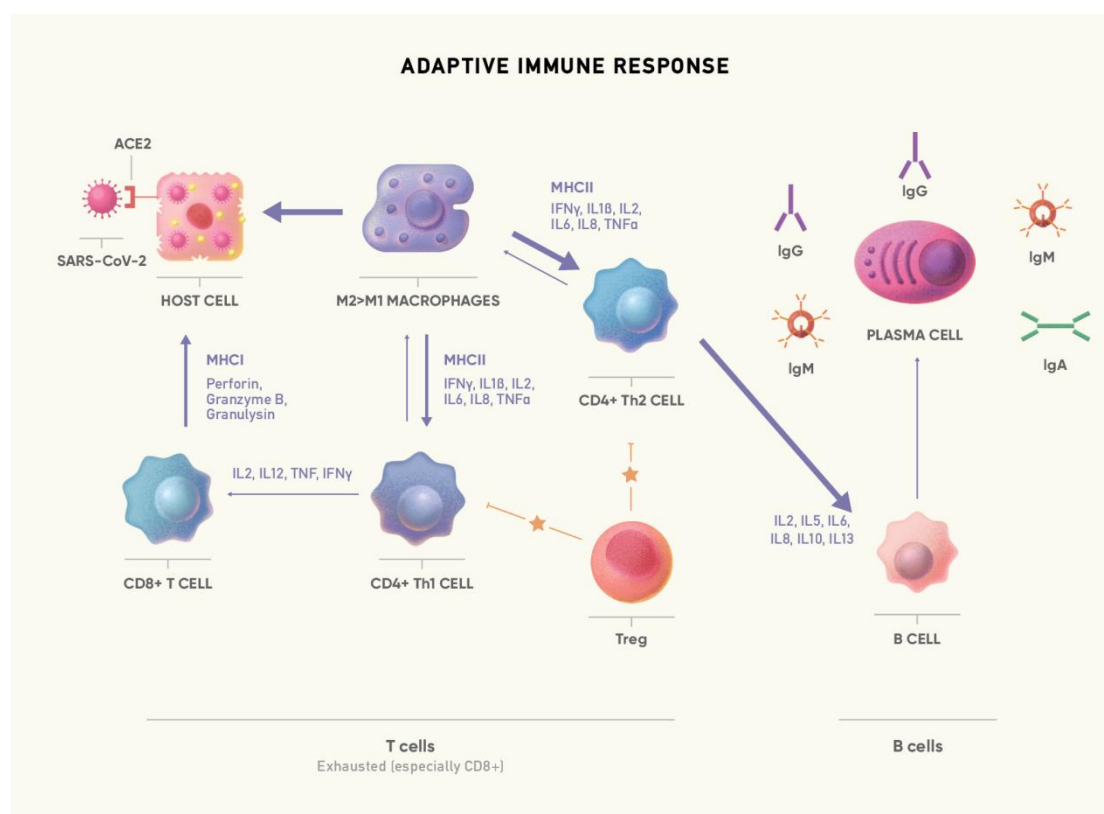 ADAPTIVE IMMUNE RESPONSE
ACE2
SARS-CoV-2
HOST CELL
M2>M1 MACROPHAGES
MHCII
IFNγ, IL1ß, IL2,
IL6, IL8, TNFα
CD4+ Th2 CELL
IgG
IgG
IgM
IgM
IgA
PLASMA CELL
MHCI
Perforin,
Granzyme B,
Granulysin
MHCII
IFNγ, IL1ß, IL2,
IL6, IL8, TNFα
IL2, IL12, TNF, IFNγ
CD8+ T CELL
CD4+ Th1 CELL
Treg
IL2, IL5, IL6,
IL8, IL10, IL13
B CELL
T cells
Exhausted (especially CD8+)
B cells